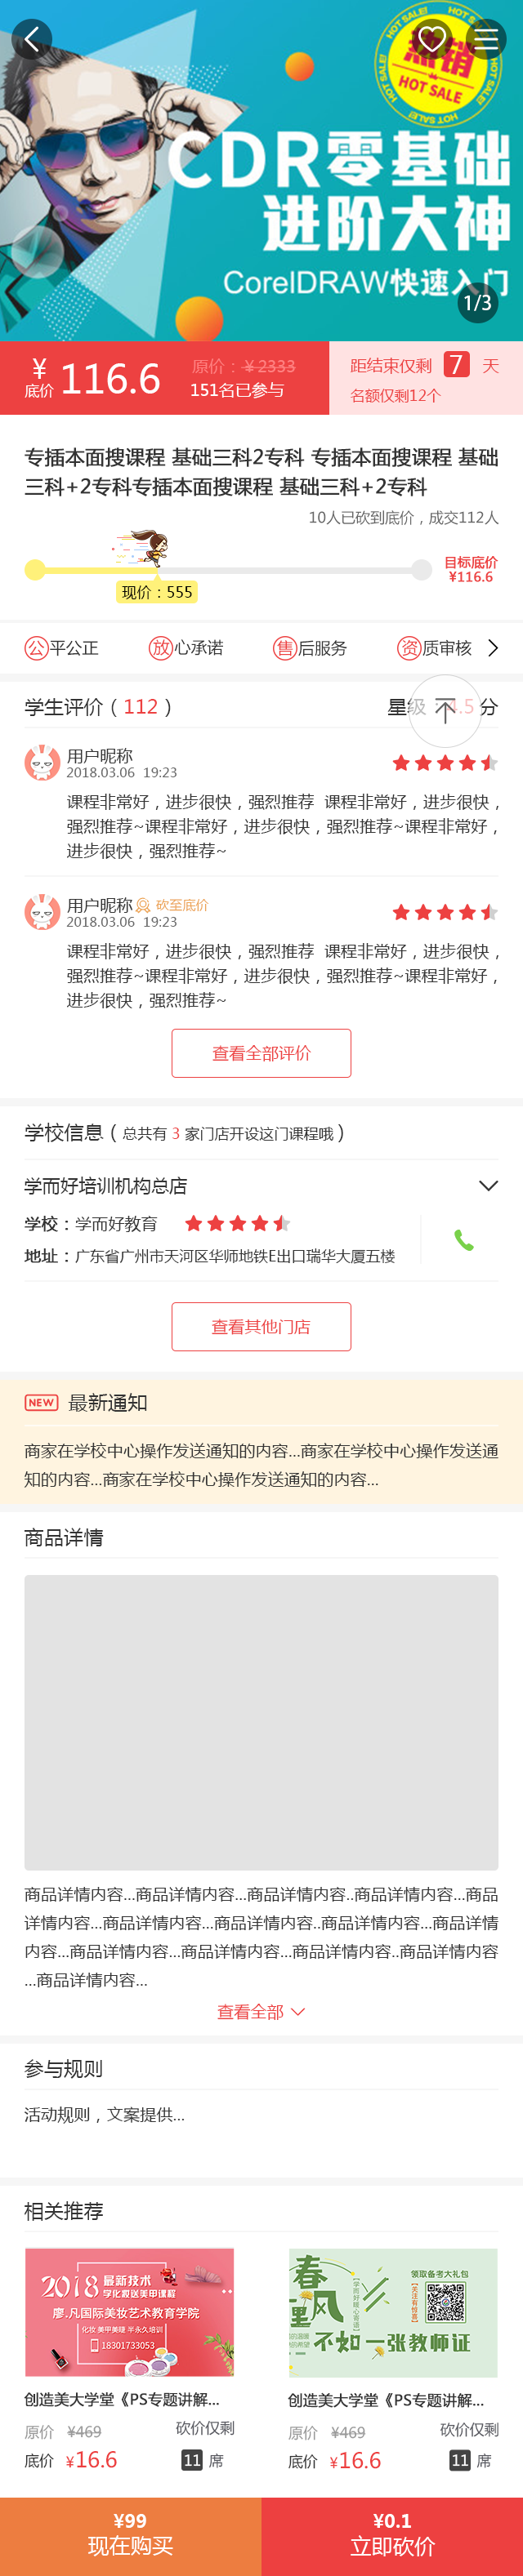 热销
HOT SALE
CDR零基础
进阶大神
CorelDRAW快速入门
1/3
¥
底价 116.6
原价：¥2333
151名已参与
距结束仅剩 7 天
名额仅剩12个
专插本面搜课程 基础三科2专科 专插本面搜课程 基础
三科+2专科专插本面搜课程 基础三科+2专科
10人已砍到底价，成交112人
目标底价
¥116.6
现价：555
公平公正 放心承诺 售后服务 资质审核
学生评价（112）
星级 4.5分
用户昵称
2018.03.06 19:23
课程非常好，进步很快，强烈推荐 课程非常好，进步很快，
强烈推荐~课程非常好，进步很快，强烈推荐~课程非常好，
进步很快，强烈推荐~
用户昵称 砍至底价
2018.03.06 19:23
课程非常好，进步很快，强烈推荐 课程非常好，进步很快，
强烈推荐~课程非常好，进步很快，强烈推荐~课程非常好，
进步很快，强烈推荐~
查看全部评价
学校信息（总共有 3 家门店开设这门课程哦）
学而好培训机构总店
学校：学而好教育
地址：广东省广州市天河区华师地铁E出口瑞华大厦五楼
查看其他门店
NEW 最新通知
商家在学校中心操作发送通知的内容...商家在学校中心操作发送通
知的内容...商家在学校中心操作发送通知的内容...
商品详情
商品详情内容...商品详情内容...商品详情内容..商品详情内容...商品
详情内容...商品详情内容...商品详情内容..商品详情内容...商品详情
内容...商品详情内容...商品详情内容...商品详情内容..商品详情内容
...商品详情内容...
查看全部
参与规则
活动规则，文案提供...
相关推荐
2018 最新技术
学化妆送美甲课程
廖.凡国际美妆艺术教育学院
化妆 美甲美睫 半永久培训
18301733053
创造美大学堂《PS专题讲解...
原价 ¥469
砍价仅剩
底价 ¥16.6
11 席
春风
里
领取备考大礼包
不如一张教师证
创造美大学堂《PS专题讲解...
原价 ¥469
砍价仅剩
底价 ¥16.6
11 席
¥99
现在购买
¥0.1
立即砍价